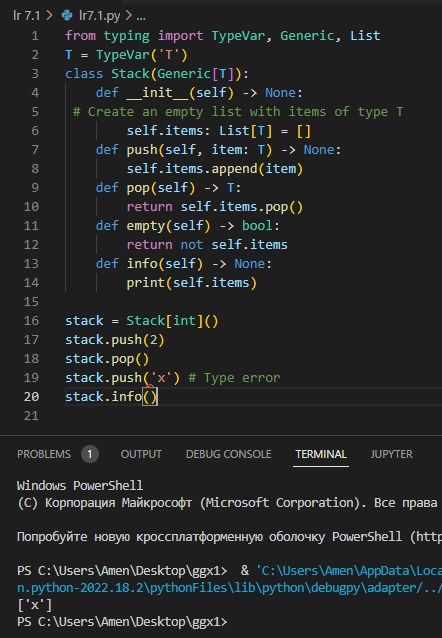 lr 7.1 > lr7.1.py > ...
1 from typing import TypeVar, Generic, List
2 T = TypeVar('T')
3 class Stack(Generic[T]):
4 def __init__(self) -> None:
5 # Create an empty list with items of type T
6 self.items: List[T] = []
7 def push(self, item: T) -> None:
8 self.items.append(item)
9 def pop(self) -> T:
10 return self.items.pop()
11 def empty(self) -> bool:
12 return not self.items
13 def info(self) -> None:
14 print(self.items)
15
16 stack = Stack[int]()
17 stack.push(2)
18 stack.pop()
19 stack.push('x') # Type error
20 stack.info()
21
PROBLEMS 1 OUTPUT DEBUG CONSOLE TERMINAL JUPYTER
Windows PowerShell
(C) Корпорация Майкрософт (Microsoft Corporation). Все права
Попробуйте новую кроссплатформенную оболочку PowerShell (http
PS C:\Users\Amen\Desktop\ggx1> & 'C:\Users\Amen\AppData\Loca
n.python-2022.18.2\pythonFiles\lib\python\debugpy\adapter/../
['x']
PS C:\Users\Amen\Desktop\ggx1>